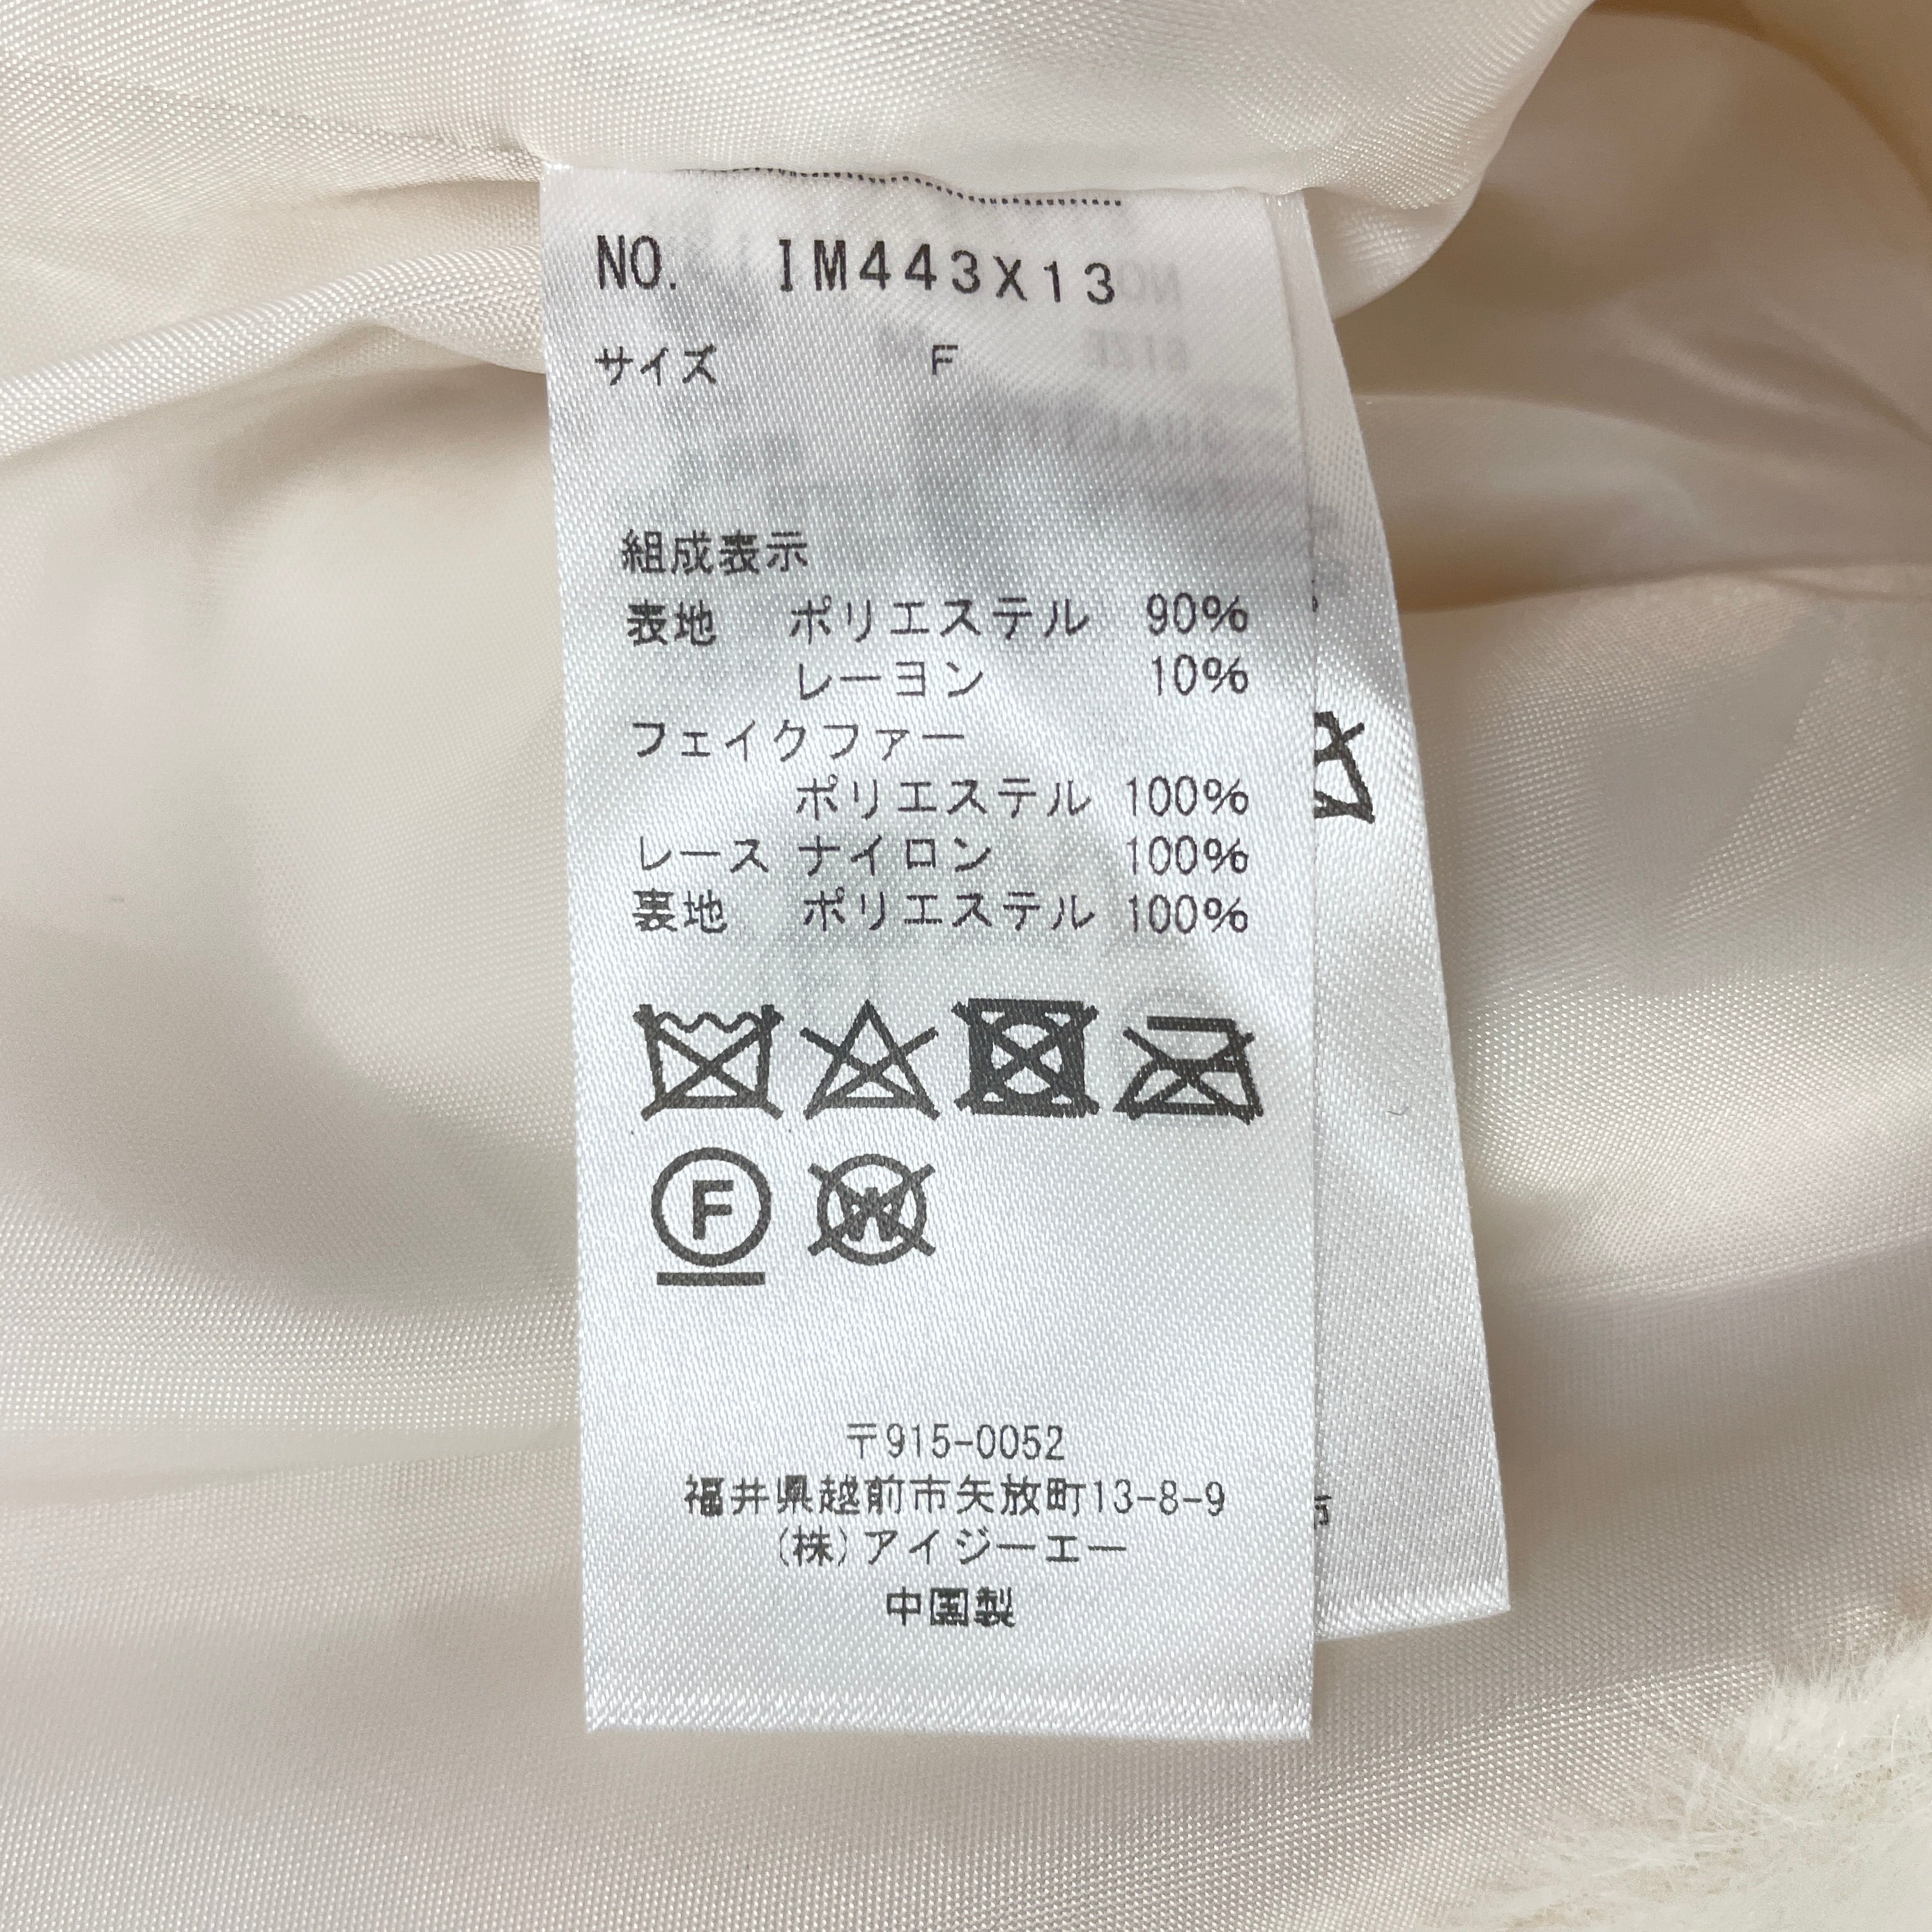 NO. IM443X13
サイズ F
組成表示
表地 ポリエステル 90%
レーヨン 10%
フェイクファー
ポリエステル 100%
レース ナイロン 100%
裏地 ポリエステル 100%
F
W
〒915-0052
福井県越前市矢放町13-8-9
(株)アイジーエー
中国製